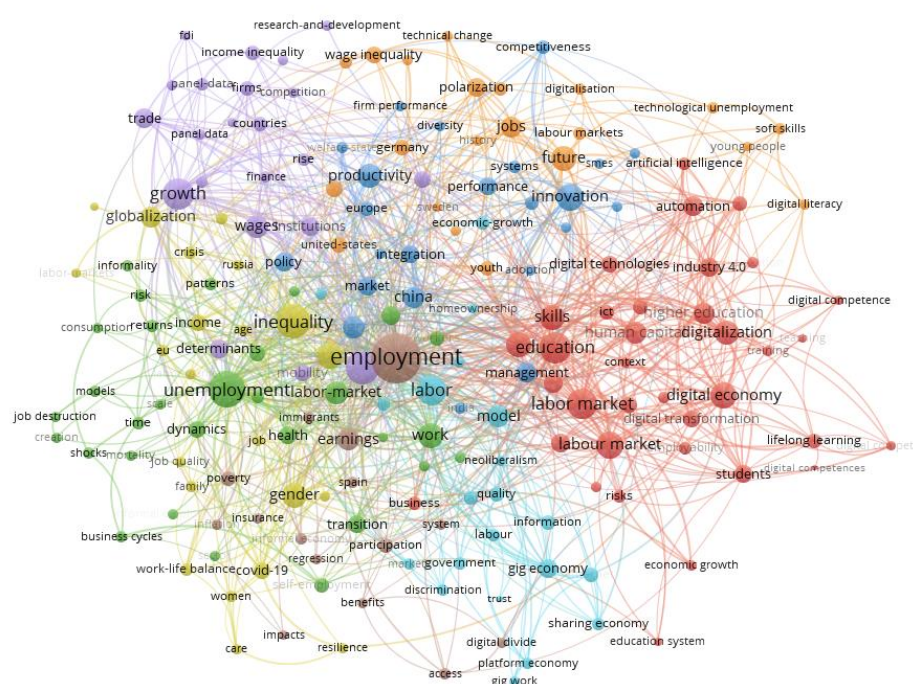 research-and-development
fdi
technical change
income inequality
wage inequality
competitiveness
panel-data
firms
competition
polarization
digitalisation
firm performance
technological unemployment
trade
countries
diversity
jobs
soft skills
panel data
history
labour markets
welfare-state
germany
young people
rise
future
smes
artificial intelligence
finance
productivity
systems
performance
growth
innovation
digital literacy
europe
sweden
automation
globalization
wages
institutions
economic-growth
united-states
crisis
integration
informality
russia
policy
youth
adoption
digital technologies
industry 4.0
risk
patterns
market
china
digital competence
homeownership
skills
ict
higher education
consumption
returns
income
age
inequality
human capital
digitalization
eu
determinants
employment
education
training
context
mobility
management
models
unemployment
labor-market
labor
digital economy
scale
labor market
job destruction
time
immigrants
model
digital transformation
creation
dynamics
job
health
earnings
work
labour market
employability
lifelong learning
shocks
mortality
job quality
neoliberalism
digital competences
students
family
poverty
spain
gender
quality
risks
business
insurance
transition
system
information
business cycles
informal economy
labour
participation
regression
work-life balance
covid-19
market
government
gig economy
economic growth
self-employment
discrimination
women
benefits
trust
sharing economy
impacts
digital divide
education system
care
resilience
platform economy
access
gig work